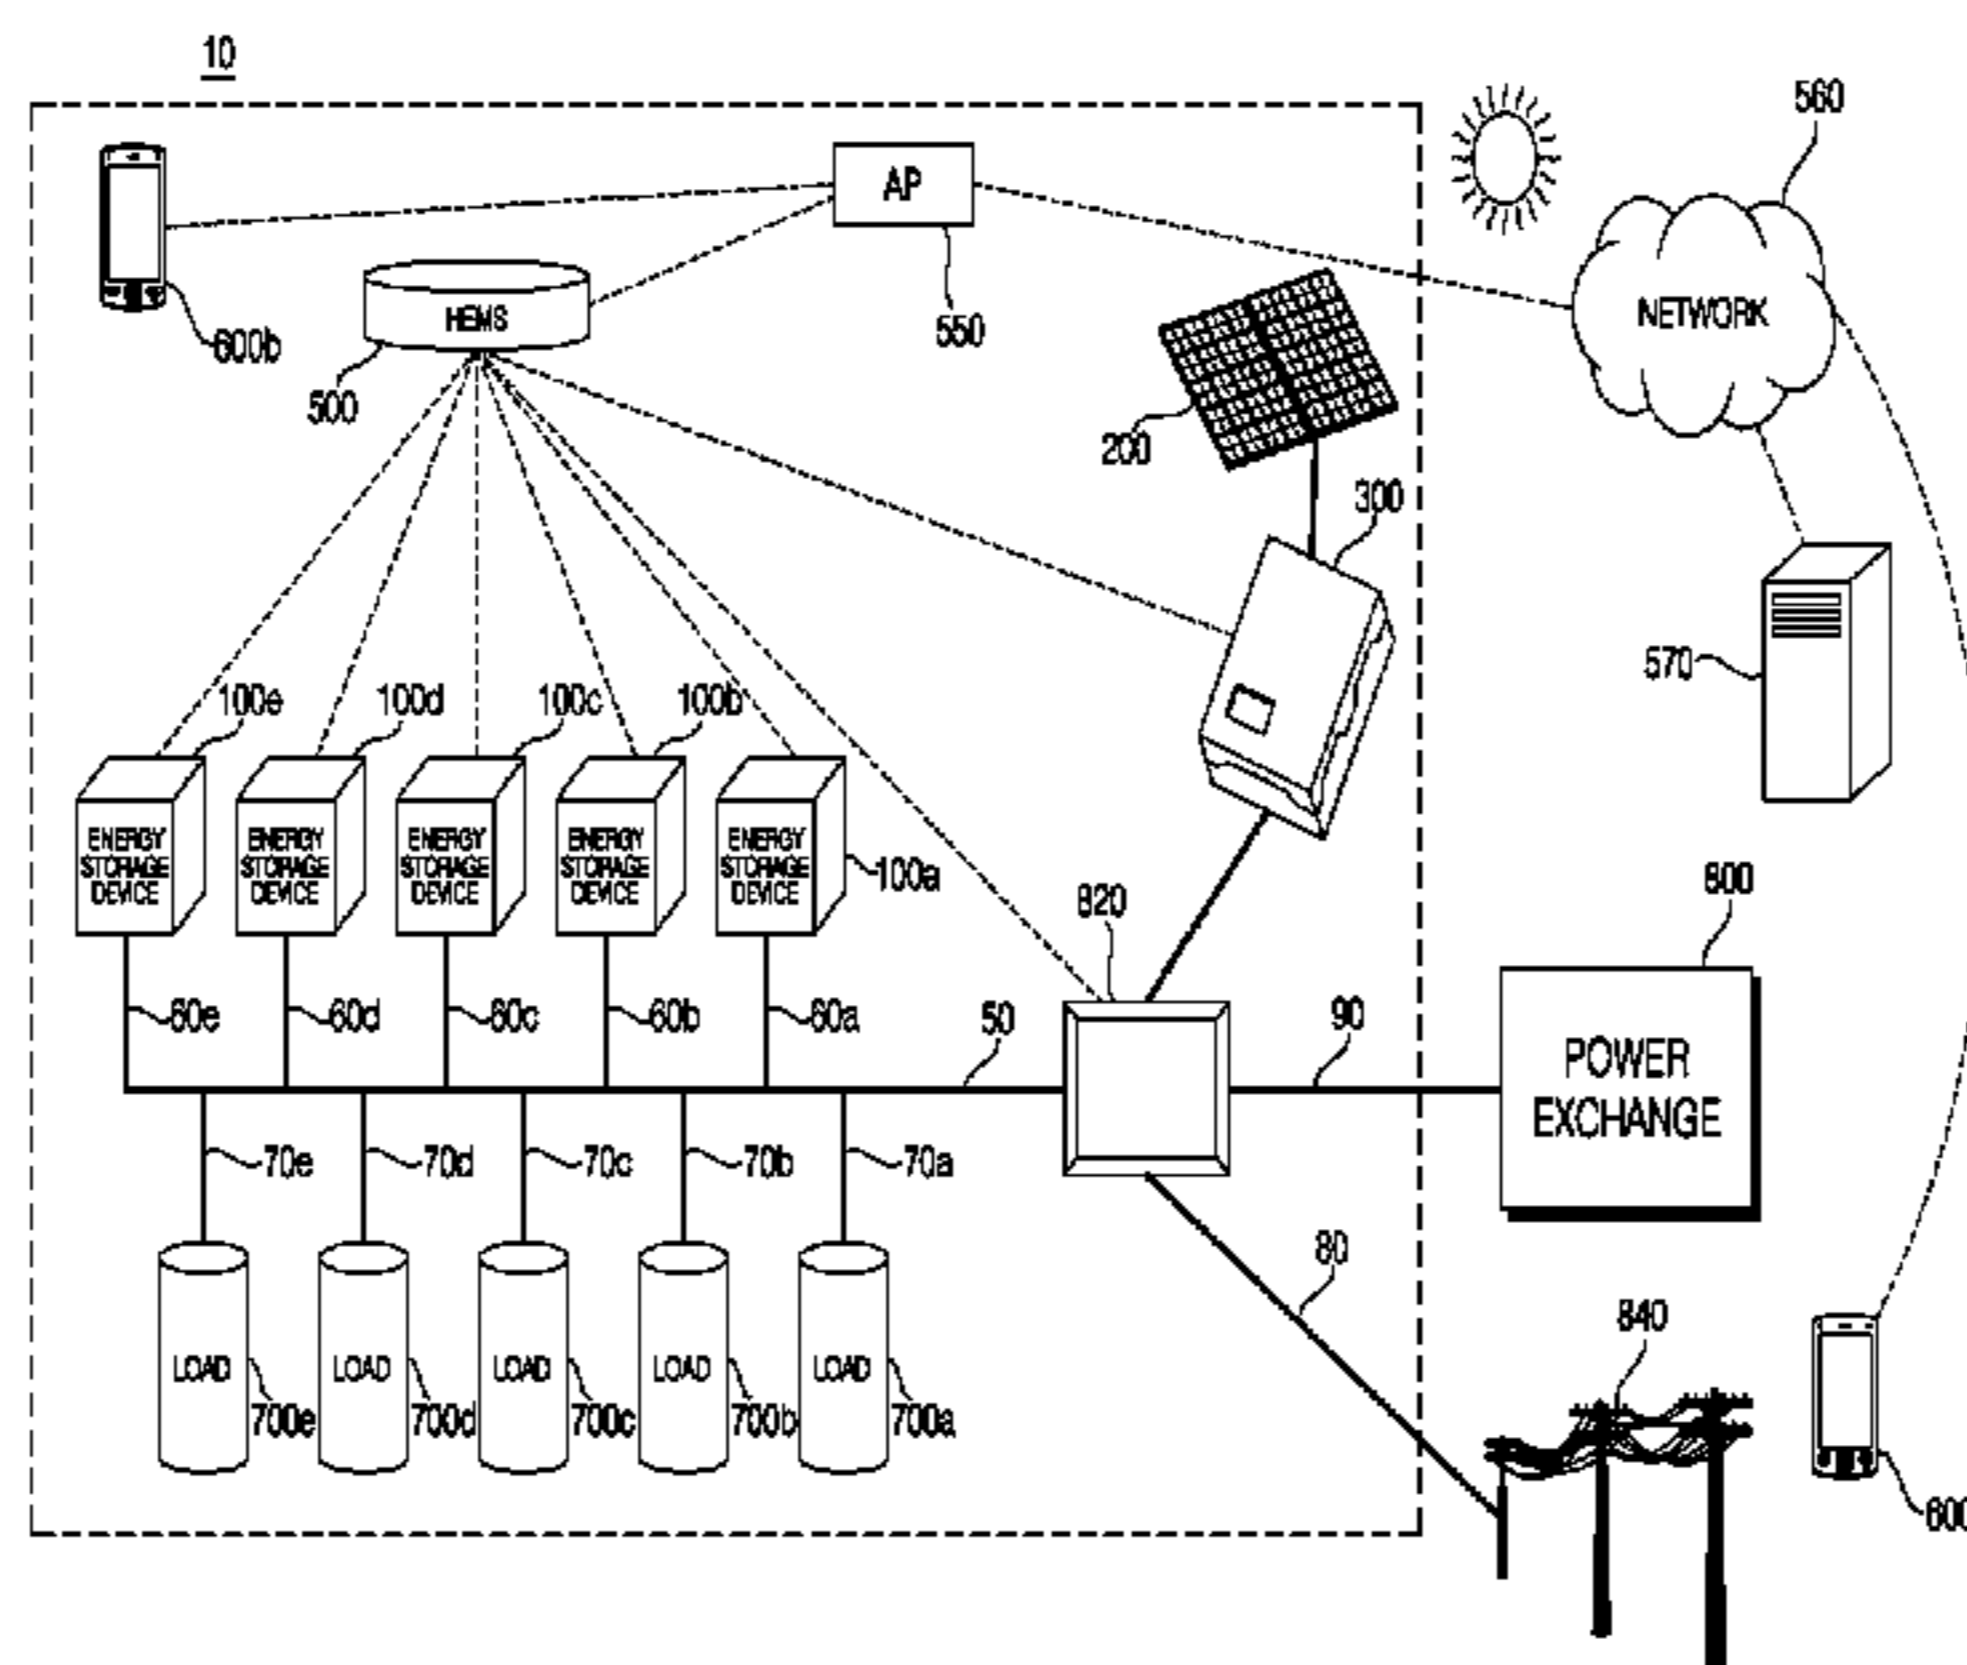 10
560
AP
NETWORK
HEMS
600b
550
500
200
300
570
100e
100d
100c
100b
ENERGY
STORAGE
DEVICE
ENERGY
STORAGE
DEVICE
ENERGY
STORAGE
DEVICE
ENERGY
STORAGE
DEVICE
ENERGY
STORAGE
DEVICE
100a
820
800
60e
60d
60c
60b
60a
50
90
POWER
EXCHANGE
70e
70d
70c
70b
70a
80
840
LOAD
LOAD
LOAD
LOAD
LOAD
700e
700d
700c
700b
700a
600